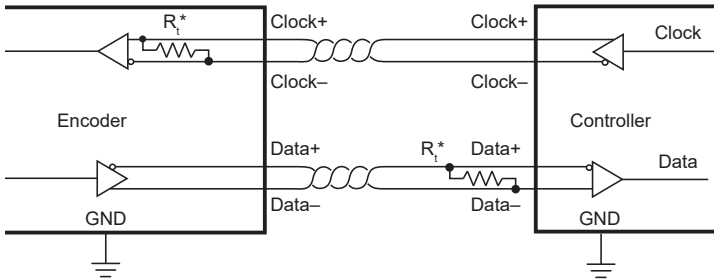 Rt*
Clock+
Clock+
Clock
Clock–
Clock–
Encoder
Controller
Data+
Rt*
Data+
Data
Data–
Data–
GND
GND